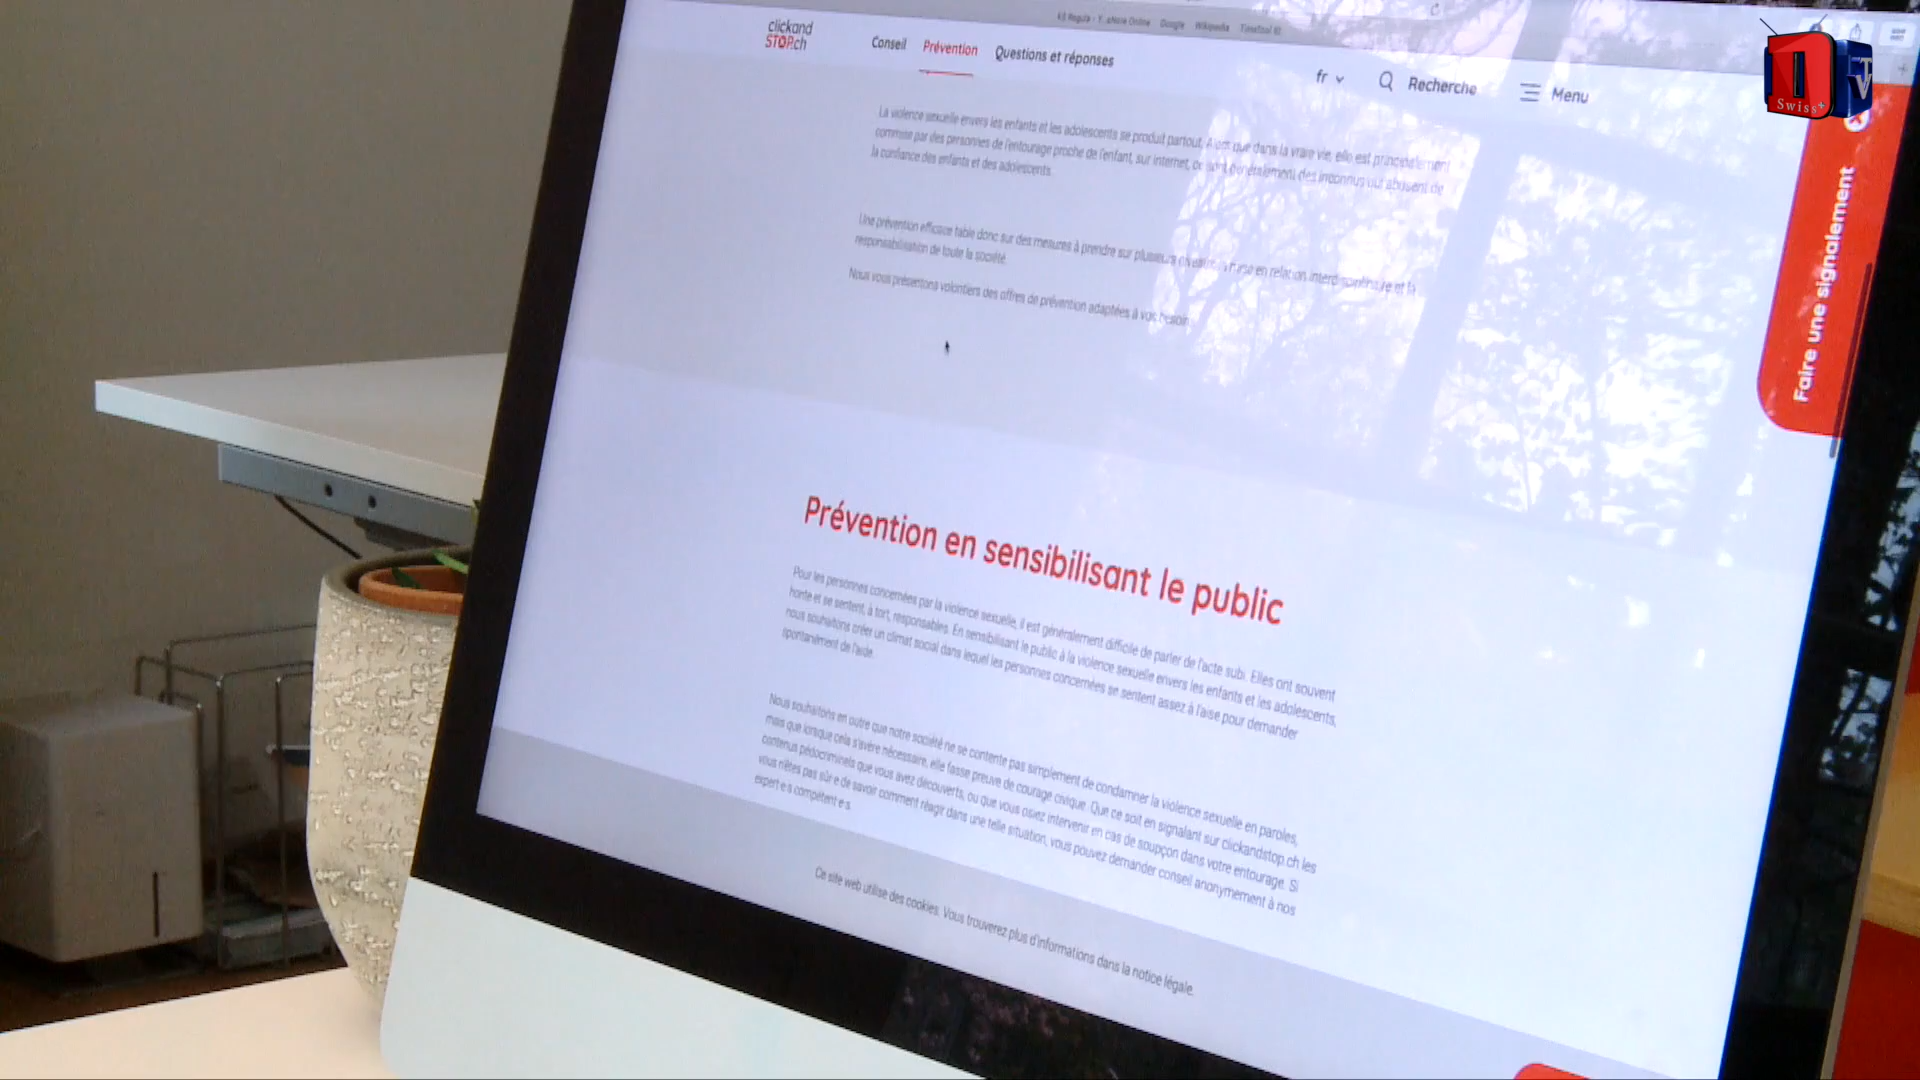 Google Wikipedia
clickand
STOP.ch
Conseil Prévention Questions et réponses
fr Recherche Menu
Swiss+
TV
Faire une signalement
La violence sexuelle envers les enfants et les adolescents se produit partout. Alors que dans la vraie vie, elle est principalement
commise par des personnes de l'entourage proche de l'enfant, sur internet, ce sont généralement des inconnus qui abusent de
la confiance des enfants et des adolescents.
Une prévention efficace table donc sur des mesures à prendre sur plusieurs niveaux, la mise en relation interdisciplinaire et la
responsabilisation de toute la société.
Nous vous présentons volontiers des offres de prévention adaptées à vos besoin
Prévention en sensibilisant le public
Pour les personnes concernées par la violence sexuelle, il est généralement difficile de parler de l'acte subi. Elles ont souvent
honte et se sentent, à tort, responsables. En sensibilisant le public à la violence sexuelle envers les enfants et les adolescents,
nous souhaitons créer un climat social dans lequel les personnes concernées se sentent assez à l'aise pour demander
spontanément de l'aide.
Nous souhaitons en outre que notre société ne se contente pas simplement de condamner la violence sexuelle en paroles,
mais que lorsque cela s'avère nécessaire, elle fasse preuve de courage civique. Que ce soit en signalant sur clickandstop.ch les
contenus pédocriminels que vous avez découverts, ou que vous osiez intervenir en cas de soupçon dans votre entourage. Si
vous n'êtes pas sûr·e de savoir comment réagir dans une telle situation, vous pouvez demander conseil anonymement à nos
expert·e·s compétent·e·s
Ce site web utilise des cookies. Vous trouverez plus d'informations dans la notice légale.